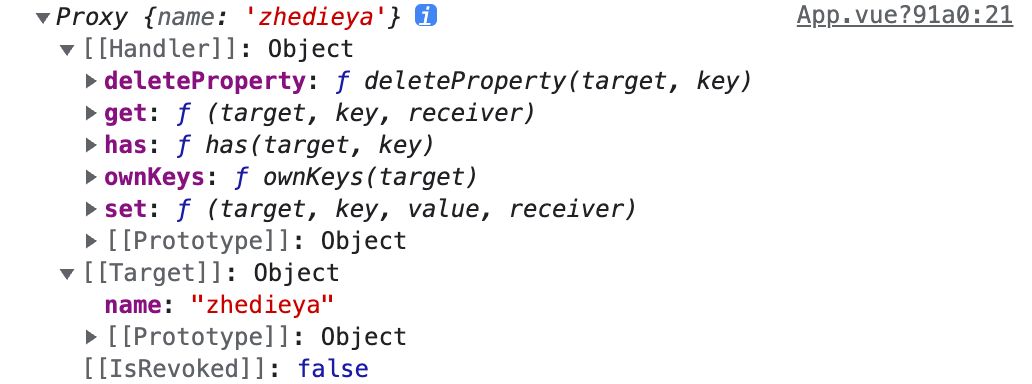 Proxy {name: 'zhedieya'} i App.vue?91a0:21
[[Handler]]: Object
deleteProperty: ƒ deleteProperty(target, key)
get: ƒ (target, key, receiver)
has: ƒ has(target, key)
ownKeys: ƒ ownKeys(target)
set: ƒ (target, key, value, receiver)
[[Prototype]]: Object
[[Target]]: Object
name: "zhedieya"
[[Prototype]]: Object
[[IsRevoked]]: false